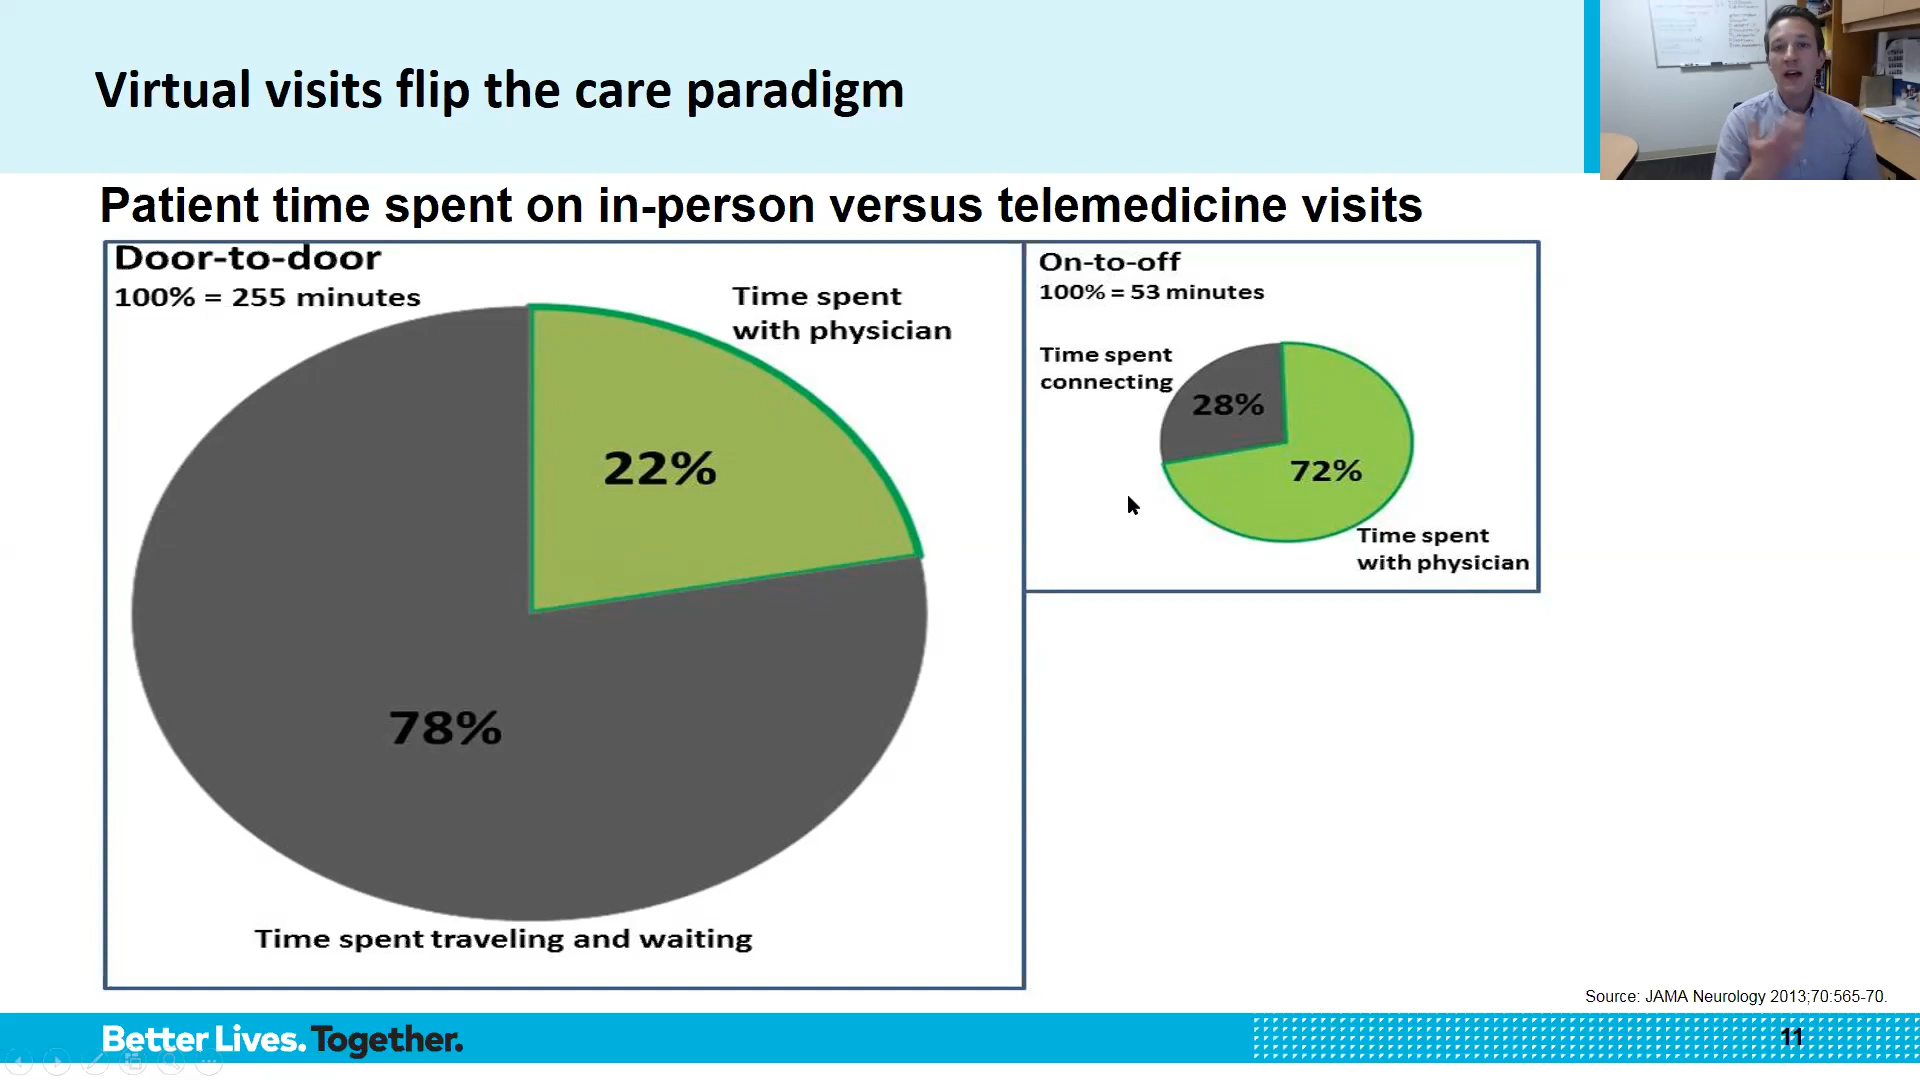 Virtual visits flip the care paradigm
Patient time spent on in-person versus telemedicine visits
Door-to-door
100% = 255 minutes
Time spent
with physician
22%
78%
Time spent traveling and waiting
On-to-off
100% = 53 minutes
Time spent
connecting
28%
72%
Time spent
with physician
Source: JAMA Neurology 2013;70:565-70.
Better Lives. Together.
11